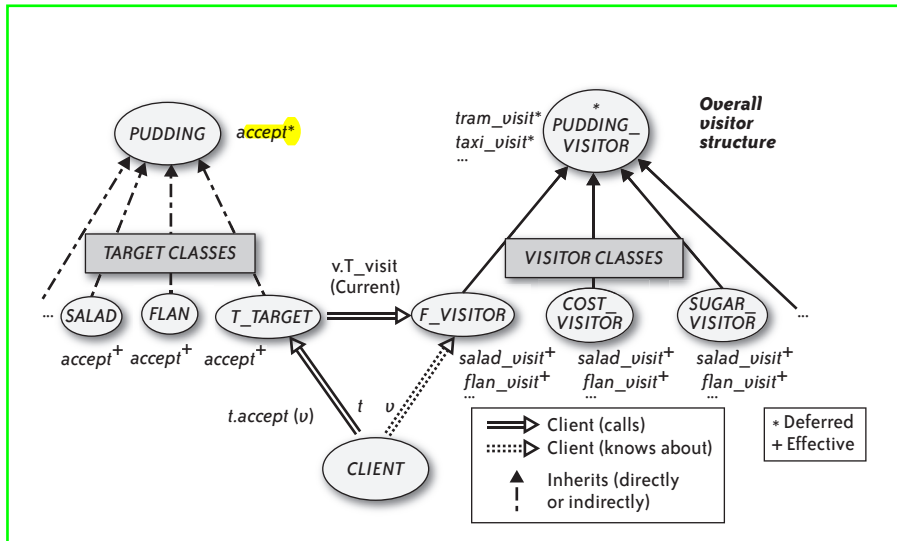 Overall
visitor
structure
PUDDING
accept*
tram_visit*
taxi_visit*
...
*
PUDDING_
VISITOR
TARGET CLASSES
VISITOR CLASSES
v.T_visit
(Current)
...
SALAD
FLAN
T_TARGET
F_VISITOR
COST_
VISITOR
SUGAR_
VISITOR
...
accept+
accept+
accept+
salad_visit+
flan_visit+
...
salad_visit+
flan_visit+
...
salad_visit+
flan_visit+
...
t.accept (v)
t
v
CLIENT
Client (calls)
Client (knows about)
Inherits (directly
or indirectly)
* Deferred
+ Effective